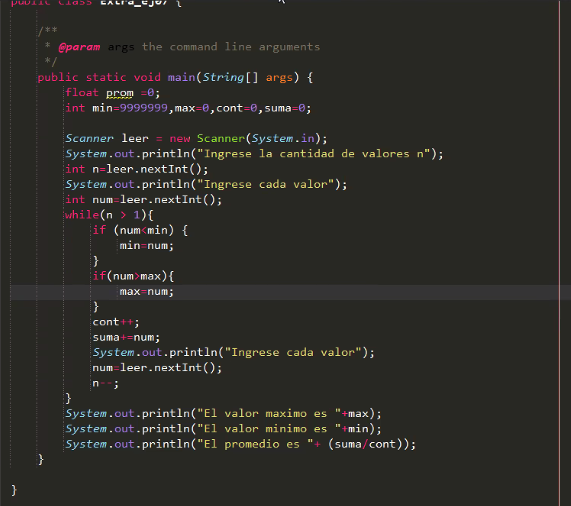 public class Extra_ej07 {
/**
* @param args the command line arguments
*/
public static void main(String[] args) {
float prom =0;
int min=9999999,max=0,cont=0,suma=0;
Scanner leer = new Scanner(System.in);
System.out.println("Ingrese la cantidad de valores n");
int n=leer.nextInt();
System.out.println("Ingrese cada valor");
int num=leer.nextInt();
while(n > 1){
if (num<min) {
min=num;
}
if(num>max){
max=num;
}
cont++;
suma+=num;
System.out.println("Ingrese cada valor");
num=leer.nextInt();
n--;
}
System.out.println("El valor maximo es "+max);
System.out.println("El valor minimo es "+min);
System.out.println("El promedio es "+ (suma/cont));
}
}